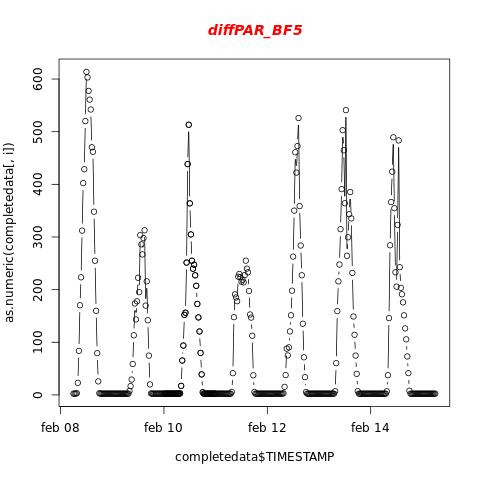 diffPAR_BF5
as.numeric(completedata[, i])
600
500
400
300
200
100
0
feb 08
feb 10
feb 12
feb 14
completedata$TIMESTAMP